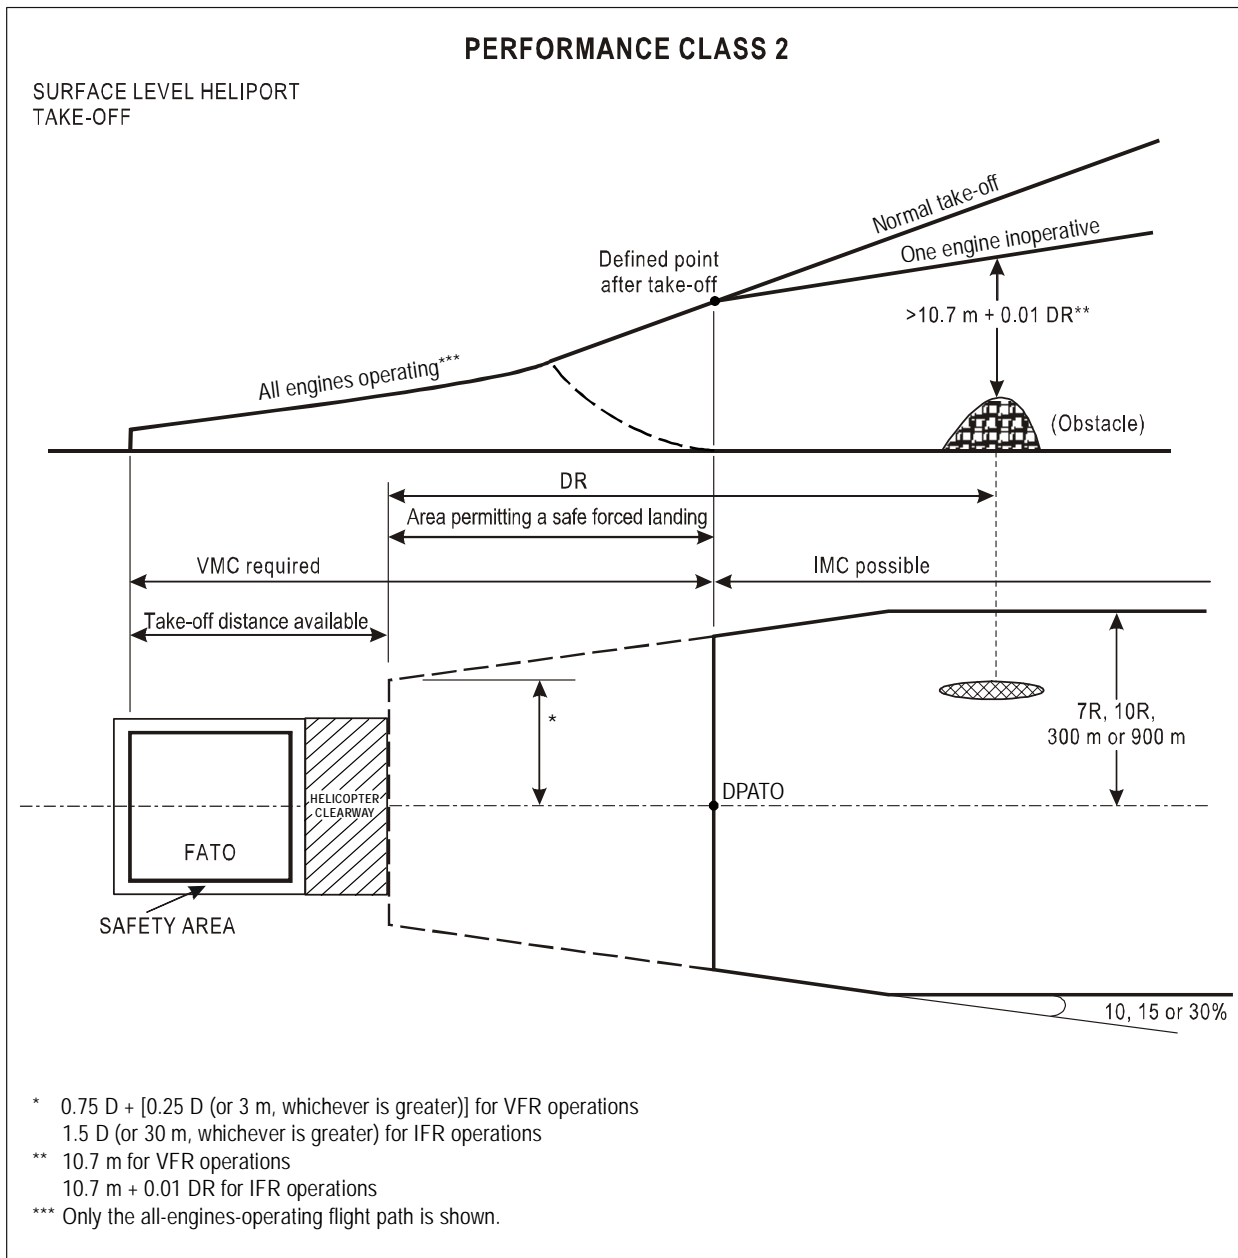 PERFORMANCE CLASS 2
SURFACE LEVEL HELIPORT
TAKE-OFF
Normal take-off
One engine inoperative
Defined point
after take-off
>10.7 m + 0.01 DR**
All engines operating***
(Obstacle)
DR
Area permitting a safe forced landing
VMC required
IMC possible
Take-off distance available
*
7R, 10R,
300 m or 900 m
DPATO
HELICOPTER
CLEARWAY
FATO
SAFETY AREA
10, 15 or 30%
* 0.75 D + [0.25 D (or 3 m, whichever is greater)] for VFR operations
1.5 D (or 30 m, whichever is greater) for IFR operations
** 10.7 m for VFR operations
10.7 m + 0.01 DR for IFR operations
*** Only the all-engines-operating flight path is shown.